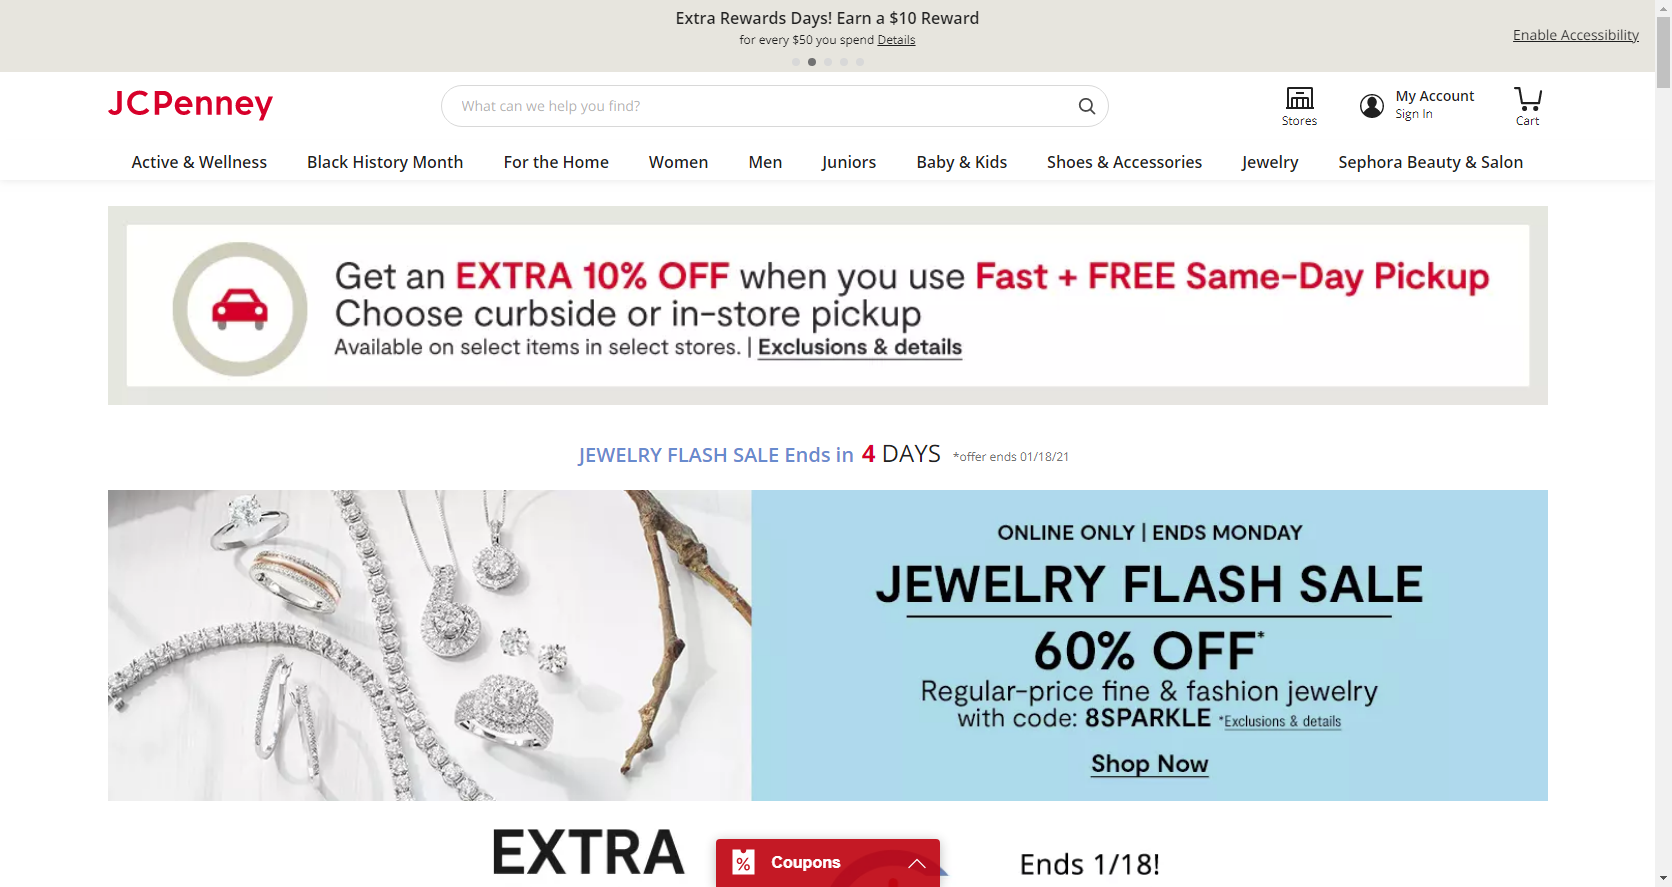 Extra Rewards Days! Earn a $10 Reward
for every $50 you spend Details
Enable Accessibility
JCPenney
What can we help you find?
Stores
My Account
Sign In
Cart
Active & Wellness
Black History Month
For the Home
Women
Men
Juniors
Baby & Kids
Shoes & Accessories
Jewelry
Sephora Beauty & Salon
Get an EXTRA 10% OFF when you use Fast + FREE Same-Day Pickup
Choose curbside or in-store pickup
Available on select items in select stores. | Exclusions & details
JEWELRY FLASH SALE Ends in 4 DAYS *offer ends 01/18/21
ONLINE ONLY | ENDS MONDAY
JEWELRY FLASH SALE
60% OFF*
Regular-price fine & fashion jewelry
with code: 8SPARKLE *Exclusions & details
Shop Now
EXTRA
% Coupons
Ends 1/18!